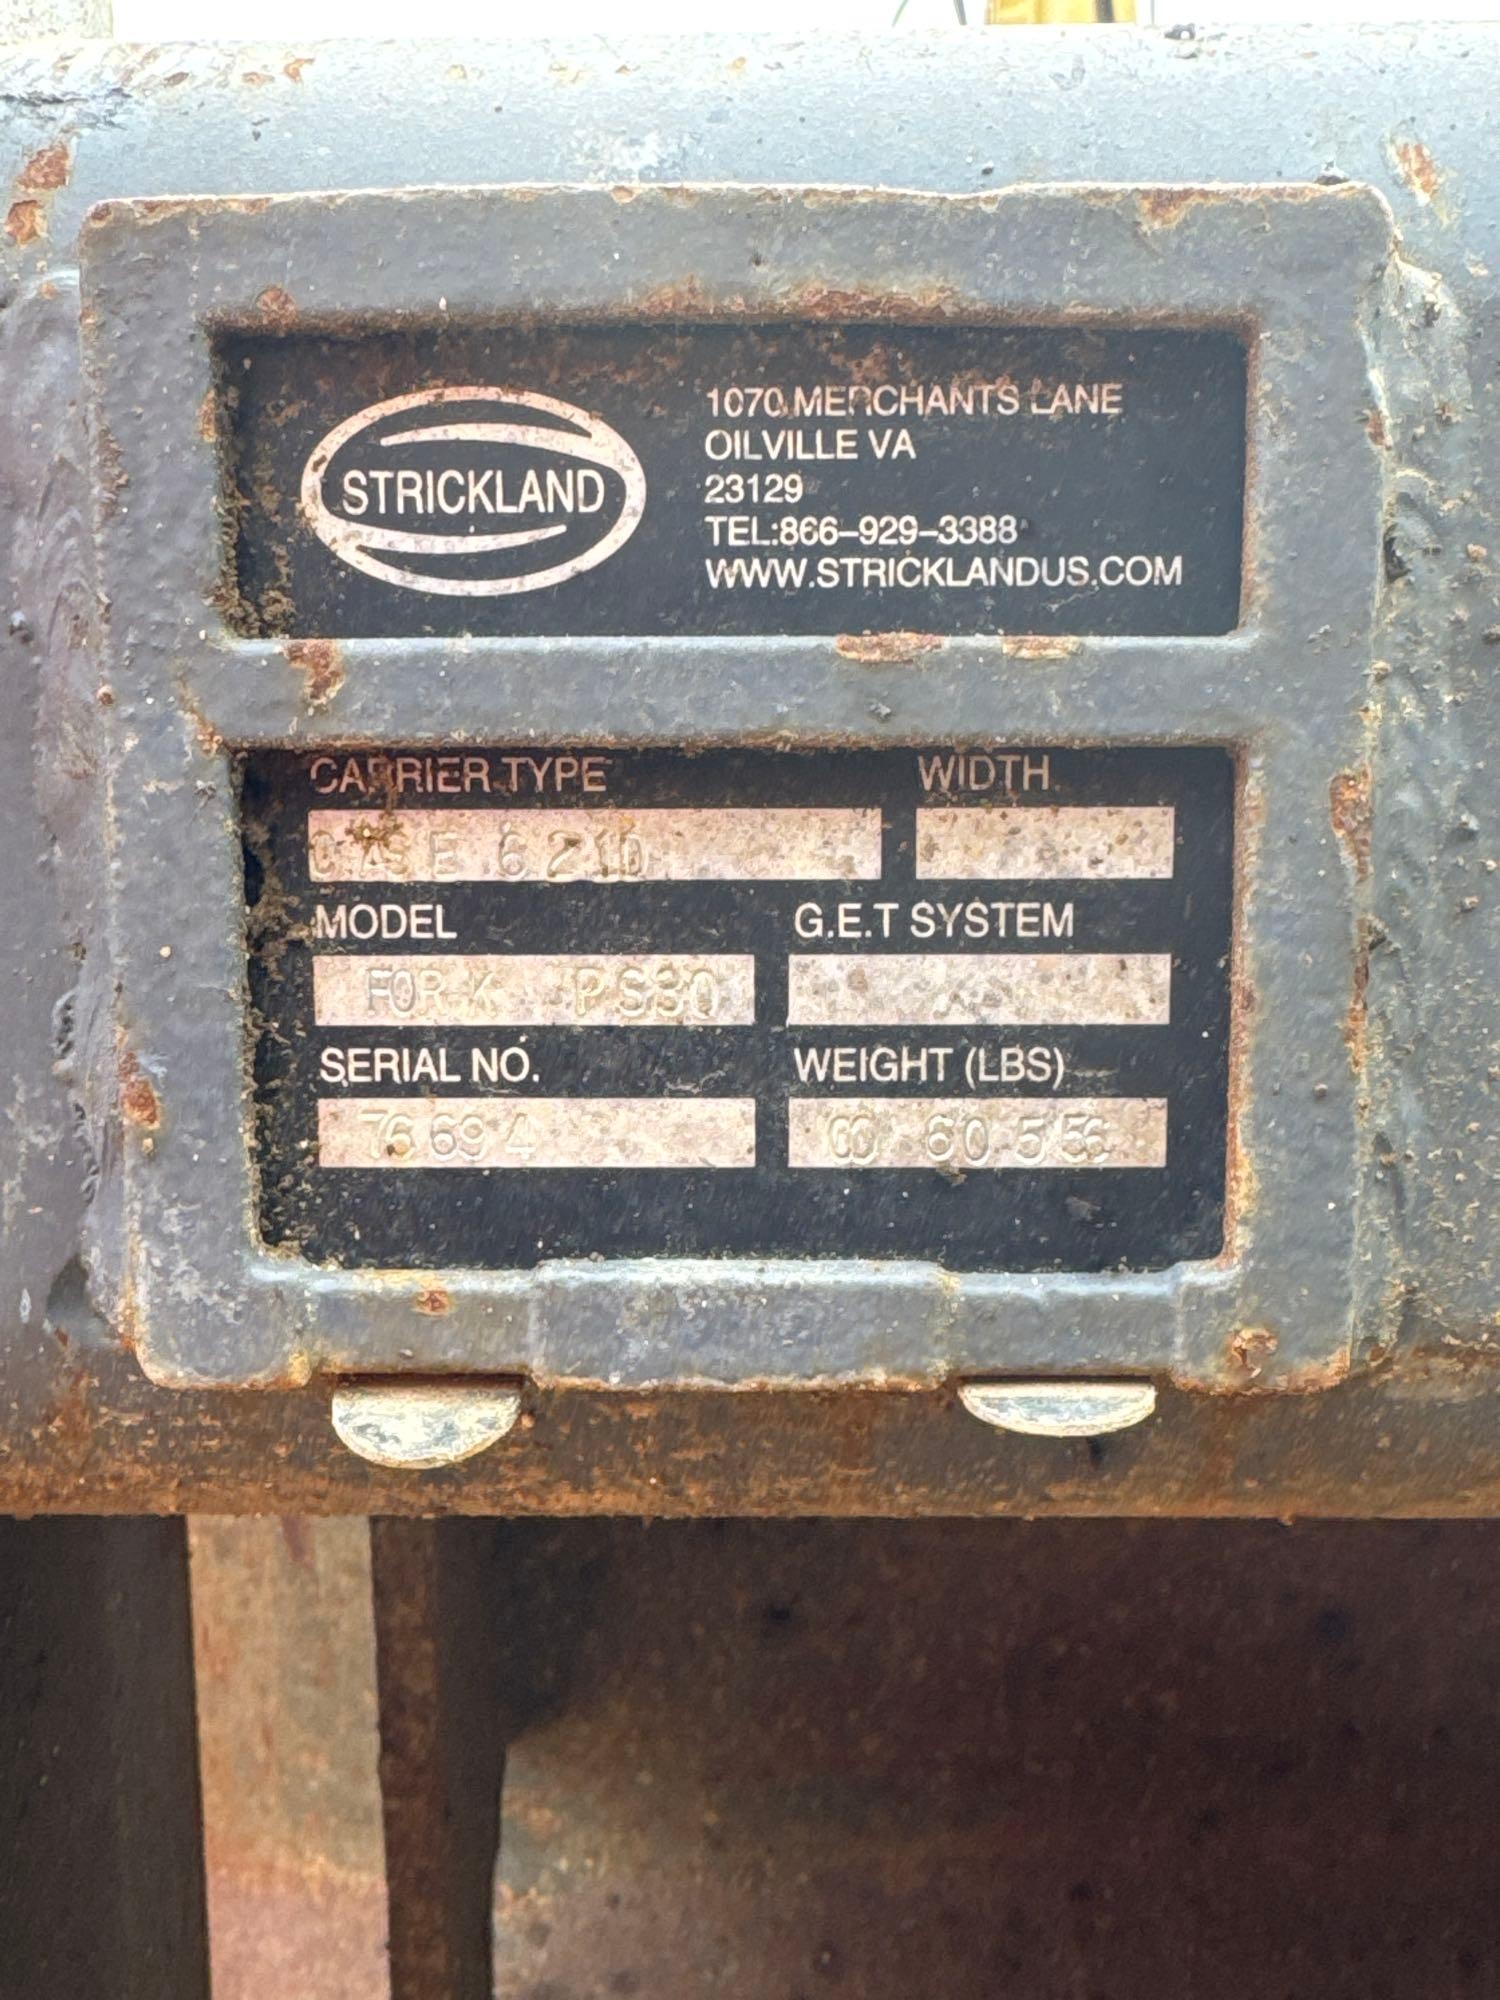 STRICKLAND
1070 MERCHANTS LANE
OILVILLE VA
23129
TEL:866-929-3388
WWW.STRICKLANDUS.COM
CARRIER TYPE
WIDTH
CASE 621D
MODEL
G.E.T SYSTEM
FORK PS30
SERIAL NO.
WEIGHT (LBS)
76694